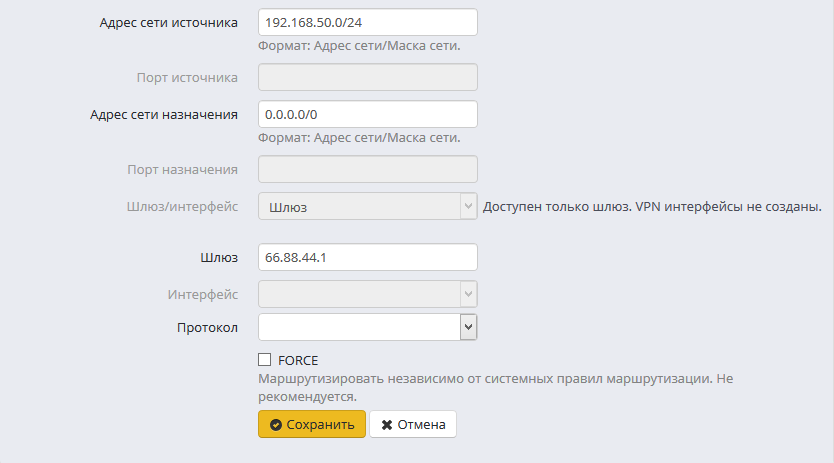 Адрес сети источника 192.168.50.0/24
Формат: Адрес сети/Маска сети.
Порт источника
Адрес сети назначения 0.0.0.0/0
Формат: Адрес сети/Маска сети.
Порт назначения
Шлюз/интерфейс Шлюз Доступен только шлюз. VPN интерфейсы не созданы.
Шлюз 66.88.44.1
Интерфейс
Протокол
FORCE
Маршрутизировать независимо от системных правил маршрутизации. Не
рекомендуется.
Сохранить Отмена